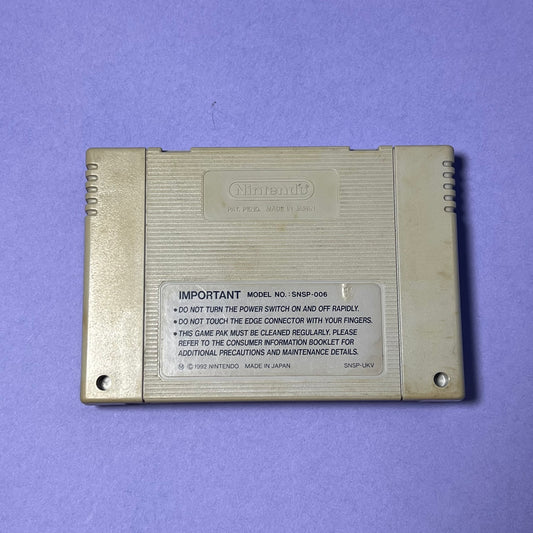 Nintendo
PAT. PEND. MADE IN JAPAN
IMPORTANT MODEL NO.: SNSP-006
• DO NOT TURN THE POWER SWITCH ON AND OFF RAPIDLY.
• DO NOT TOUCH THE EDGE CONNECTOR WITH YOUR FINGERS.
• THIS GAME PAK MUST BE CLEANED REGULARLY. PLEASE
REFER TO THE CONSUMER INFORMATION BOOKLET FOR
ADDITIONAL PRECAUTIONS AND MAINTENANCE DETAILS.
Ⓜ ©1992 NINTENDO MADE IN JAPAN SNSP-UKV